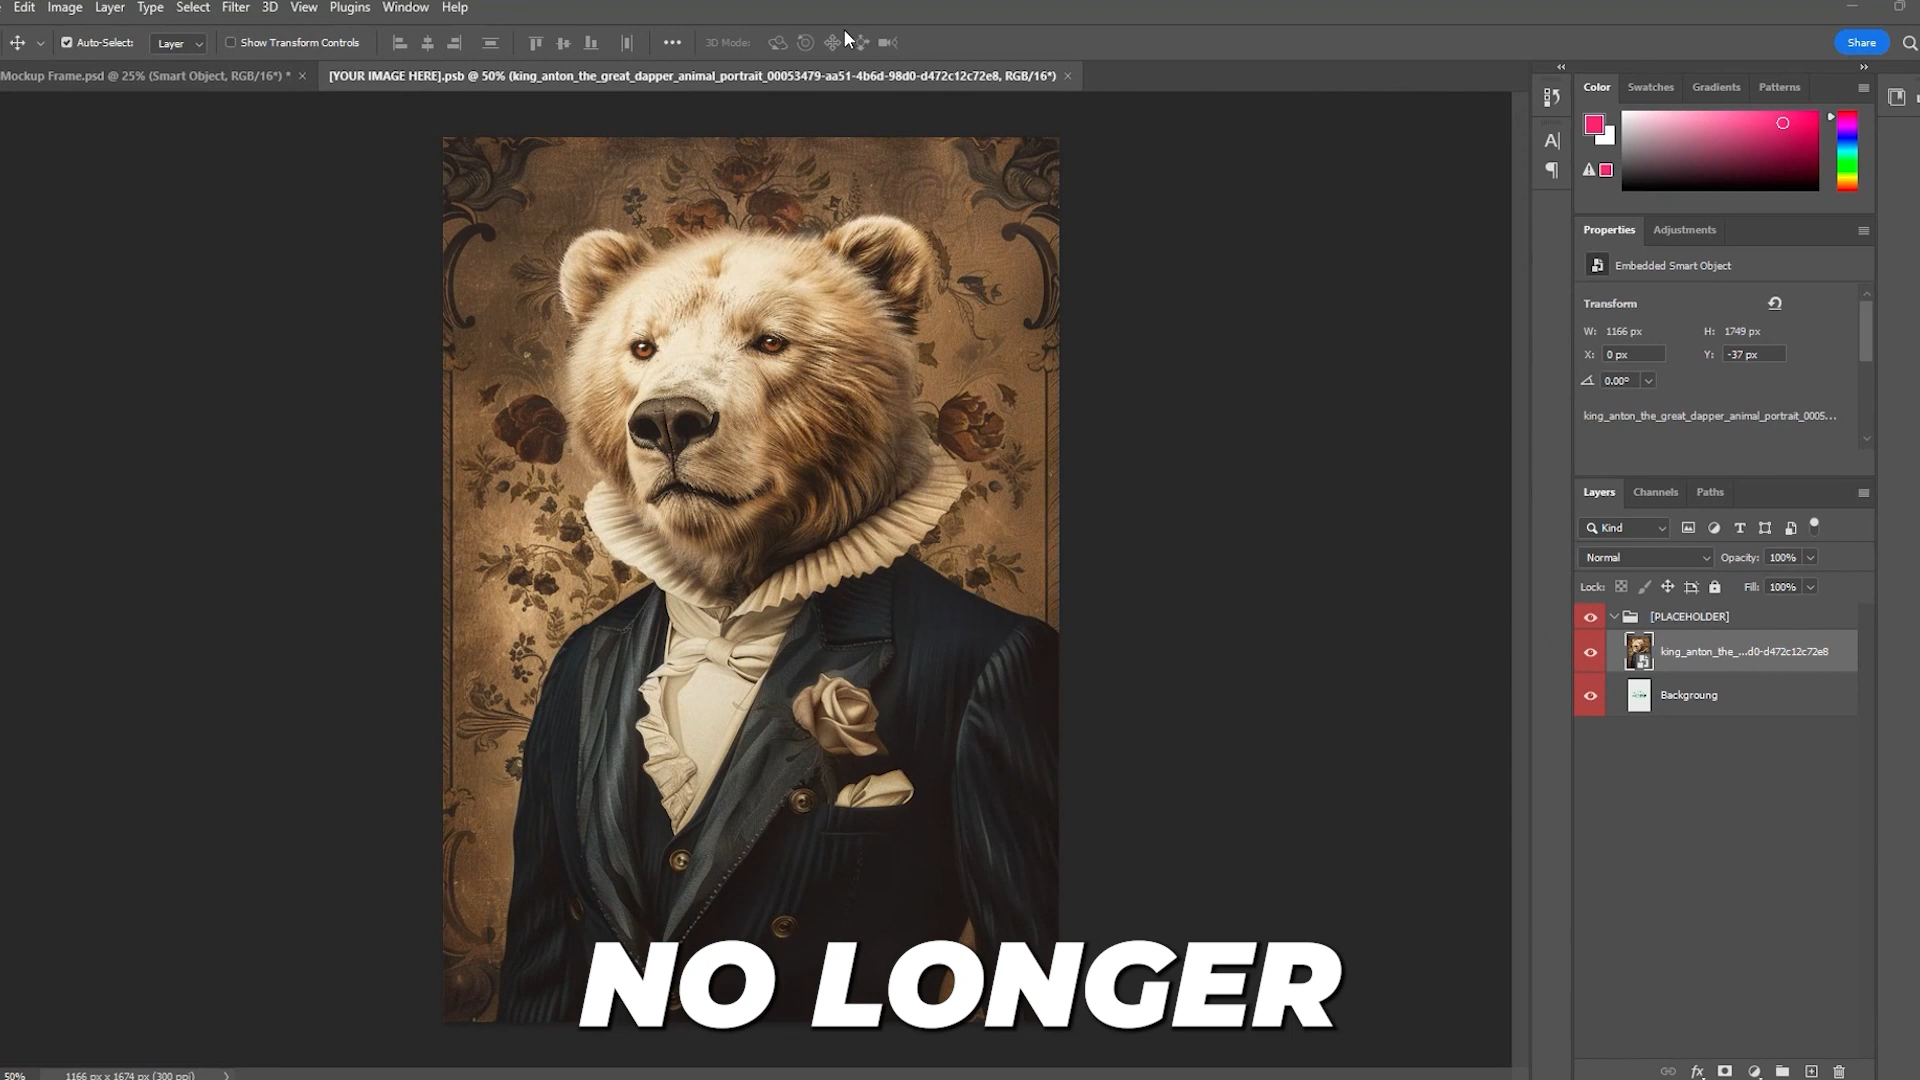 Edit Image Layer Type Select Filter 3D View Plugins Window Help
Auto-Select: Layer Show Transform Controls 3D Mode: Share
Mockup Frame.psd @ 25% (Smart Object, RGB/16*) * [YOUR IMAGE HERE].psb @ 50% (king_anton_the_great_dapper_animal_portrait_00053479-aa51-4b6d-98d0-d472c12c72e8, RGB/16*)
Color Swatches Gradients Patterns
Properties Adjustments
Embedded Smart Object
Transform
W: 1166 px H: 1749 px
X: 0 px Y: -37 px
0.00°
king_anton_the_great_dapper_animal_portrait_0005...
Layers Channels Paths
Kind
Normal Opacity: 100%
Lock: Fill: 100%
[PLACEHOLDER]
king_anton_the_...d0-d472c12c72e8
Backgroung
NO LONGER
50% 1166 px x 1674 px (300 ppi)